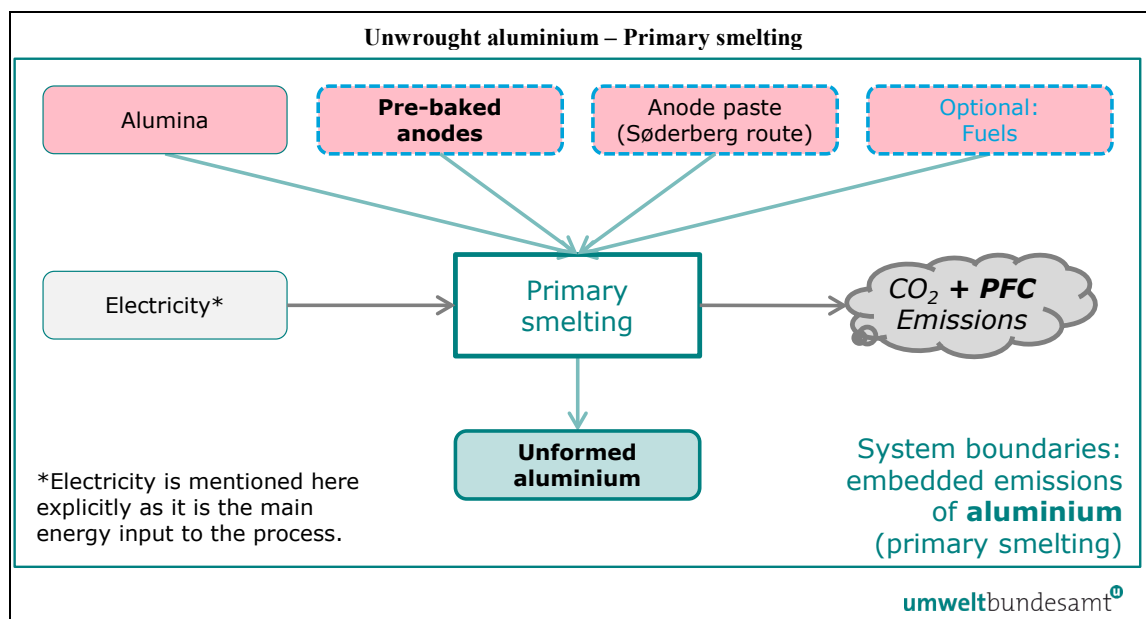 Unwrought aluminium – Primary smelting
Alumina
Pre-baked
anodes
Anode paste
(Søderberg route)
Optional:
Fuels
Electricity*
Primary
smelting
CO₂ + PFC
Emissions
Unformed
aluminium
*Electricity is mentioned here
explicitly as it is the main
energy input to the process.
System boundaries:
embedded emissions
of aluminium
(primary smelting)
umweltbundesamt
u